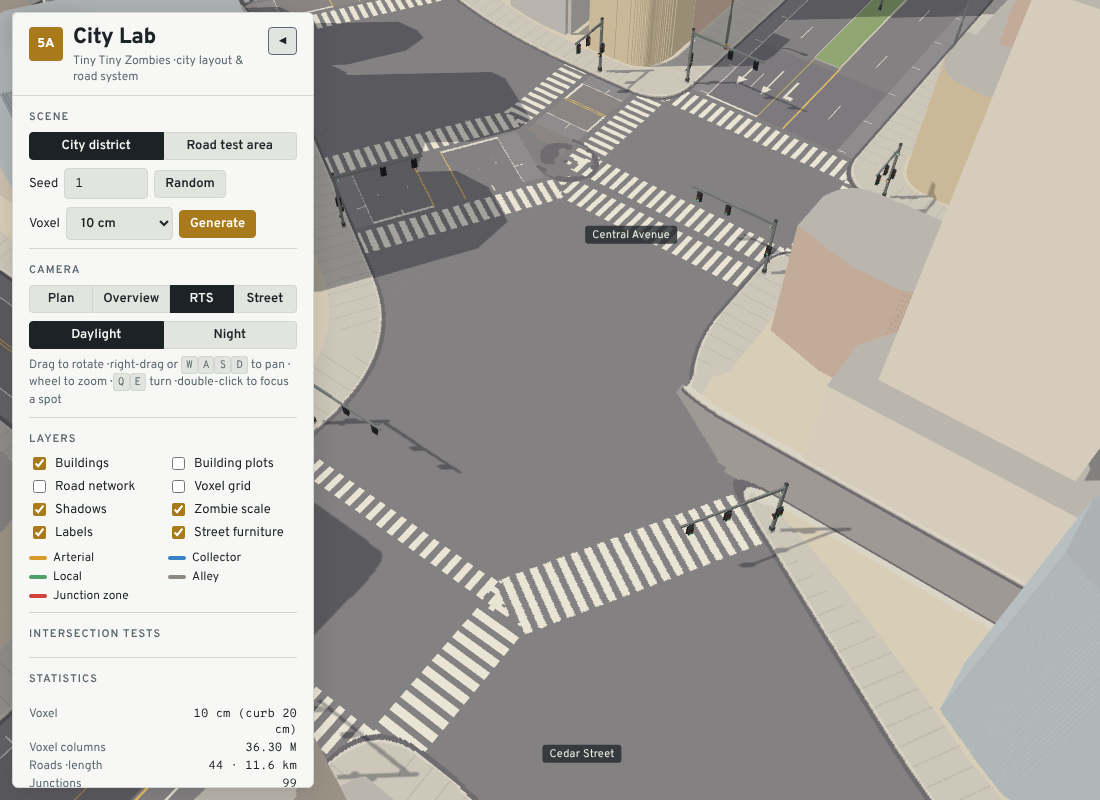 5A
City Lab
Tiny Tiny Zombies · city layout &
road system
◄
SCENE
City district
Road test area
Seed 1 Random
Voxel 10 cm Generate
CAMERA
Plan Overview RTS Street
Daylight Night
Drag to rotate · right-drag or W A S D to pan ·
wheel to zoom · Q E turn · double-click to focus
a spot
LAYERS
Buildings Building plots
Road network Voxel grid
Shadows Zombie scale
Labels Street furniture
Arterial Collector
Local Alley
Junction zone
INTERSECTION TESTS
STATISTICS
Voxel 10 cm (curb 20
cm)
Voxel columns 36.30 M
Roads · length 44 · 11.6 km
Junctions 99
Central Avenue
Cedar Street